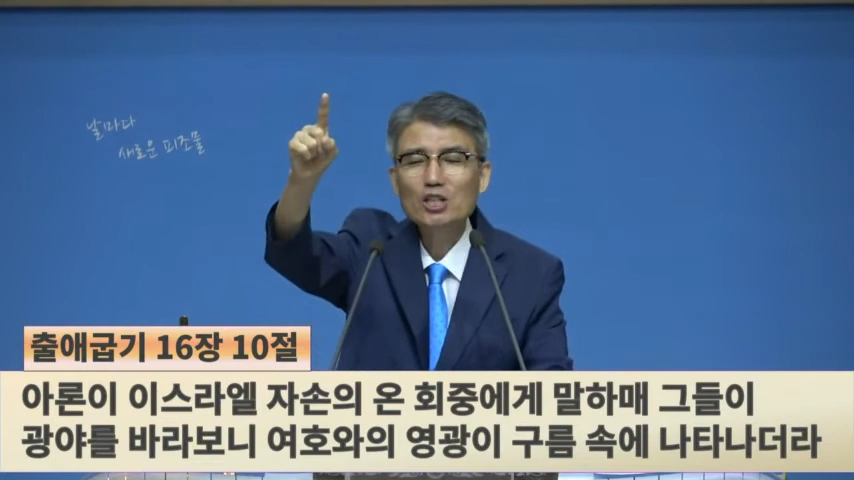 날마다
새로운 피조물
출애굽기 16장 10절
아론이 이스라엘 자손의 온 회중에게 말하매 그들이
광야를 바라보니 여호와의 영광이 구름 속에 나타나더라